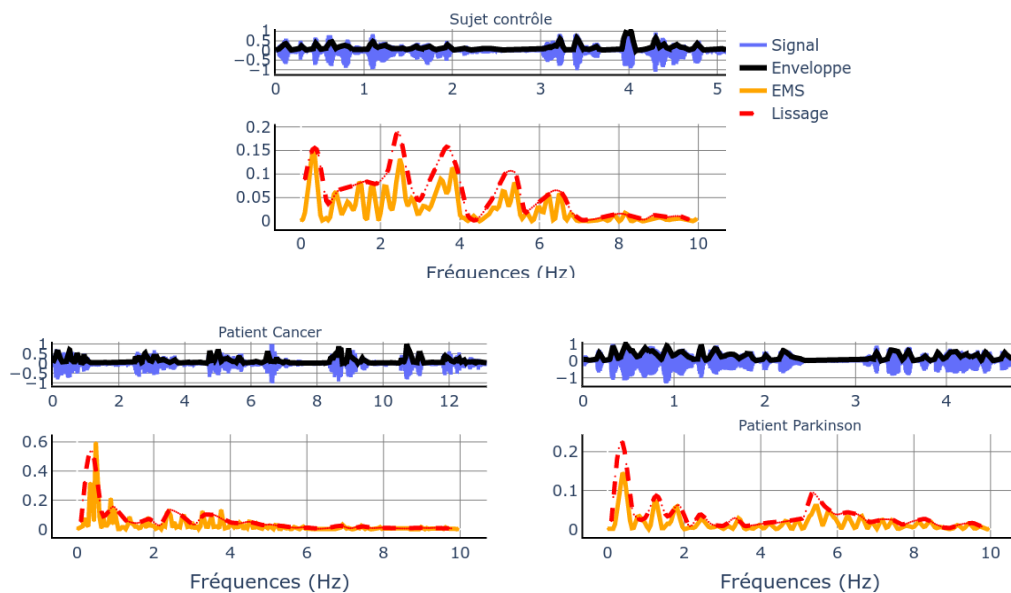 Sujet contrôle
1
0.5
0
−0.5
−1
0 1 2 3 4 5
Signal
Enveloppe
EMS
Lissage
0.2
0.15
0.1
0.05
0
0 2 4 6 8 10
Fréquences (Hz)
Patient Cancer
1
0.5
0
−0.5
−1
0 2 4 6 8 10 12
0.6
0.4
0.2
0
0 2 4 6 8 10
Fréquences (Hz)
1
0
−1
0 1 2 3 4
Patient Parkinson
0.2
0.1
0
0 2 4 6 8 10
Fréquences (Hz)